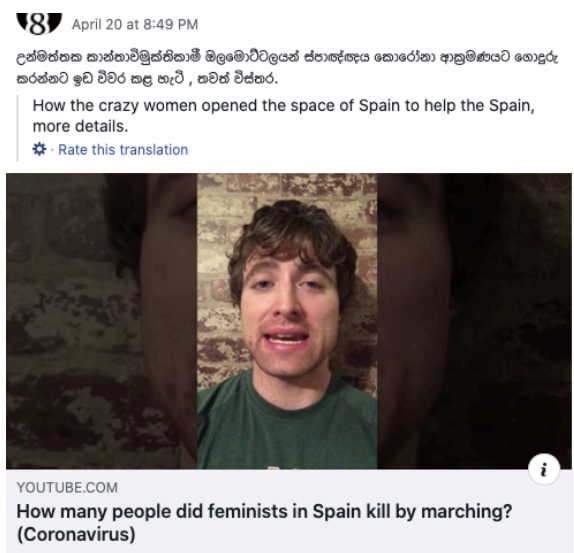 April 20 at 8:49 PM
උන්මත්තක කාන්තාවිමුක්තිකාමී ඔලමොට්ටලයන් ස්පාඤ්ඤය කොරෝනා ආක්‍රමණයට ගොදුරු
කරන්නට ඉඩ විවර කළ හැටි , තවත් විස්තර.
How the crazy women opened the space of Spain to help the Spain,
more details.
· Rate this translation
YOUTUBE.COM
How many people did feminists in Spain kill by marching?
(Coronavirus)